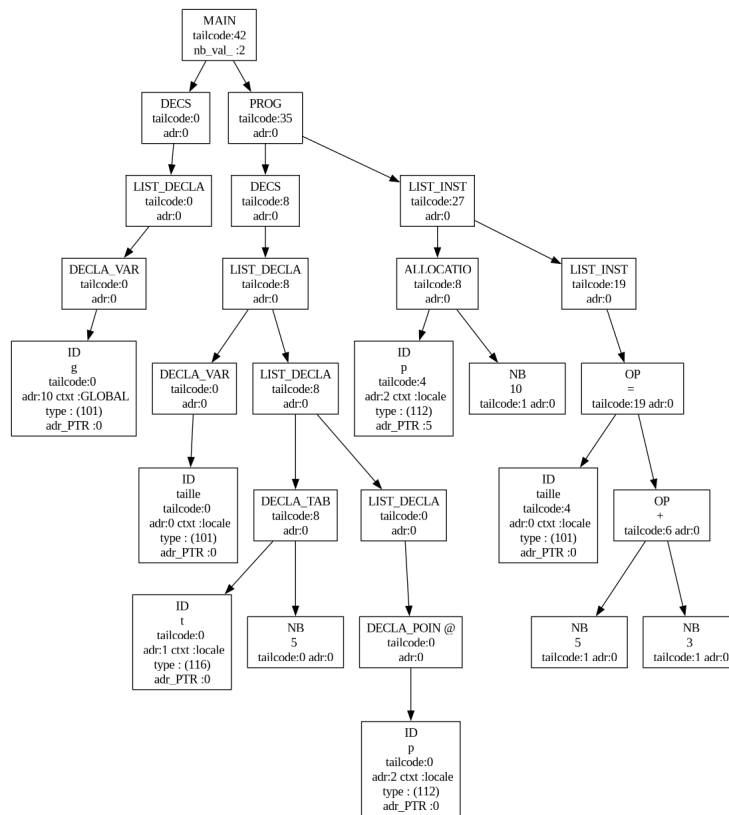 MAIN
tailcode:42
nb_val_ :2
DECS
tailcode:0
adr:0
PROG
tailcode:35
adr:0
LIST_DECLA
tailcode:0
adr:0
DECS
tailcode:8
adr:0
LIST_INST
tailcode:27
adr:0
DECLA_VAR
tailcode:0
adr:0
LIST_DECLA
tailcode:8
adr:0
ALLOCATIO
tailcode:8
adr:0
LIST_INST
tailcode:19
adr:0
ID
g
tailcode:0
adr:10 ctxt :GLOBAL
type : (101)
adr_PTR :0
DECLA_VAR
tailcode:0
adr:0
LIST_DECLA
tailcode:8
adr:0
ID
p
tailcode:4
adr:2 ctxt :locale
type : (112)
adr_PTR :5
NB
10
tailcode:1 adr:0
OP
=
tailcode:19 adr:0
ID
taille
tailcode:0
adr:0 ctxt :locale
type : (101)
adr_PTR :0
DECLA_TAB
tailcode:8
adr:0
LIST_DECLA
tailcode:0
adr:0
ID
taille
tailcode:4
adr:0 ctxt :locale
type : (101)
adr_PTR :0
OP
+
tailcode:6 adr:0
ID
t
tailcode:0
adr:1 ctxt :locale
type : (116)
adr_PTR :0
NB
5
tailcode:0 adr:0
DECLA_POIN @
tailcode:0
adr:0
NB
5
tailcode:1 adr:0
NB
3
tailcode:1 adr:0
ID
p
tailcode:0
adr:2 ctxt :locale
type : (112)
adr_PTR :0